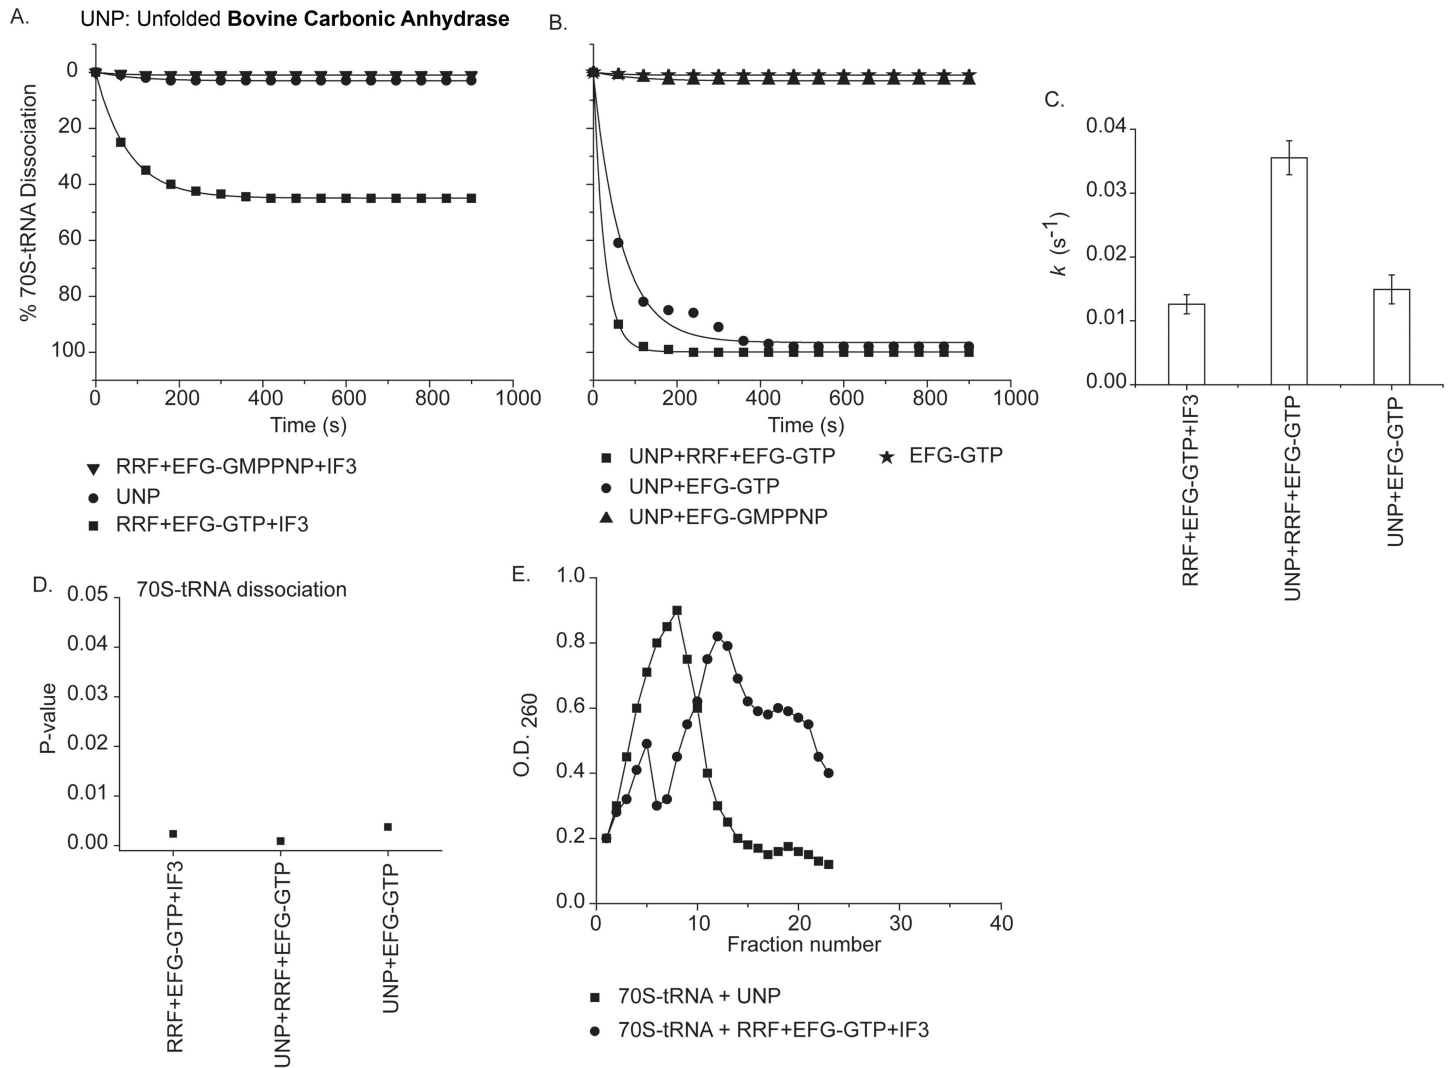 A.
UNP: Unfolded Bovine Carbonic Anhydrase
0
20
40
60
80
100
% 70S-tRNA Dissociation
0 200 400 600 800 1000
Time (s)
RRF+EFG-GMPPNP+IF3
UNP
RRF+EFG-GTP+IF3
B.
0 200 400 600 800 1000
Time (s)
UNP+RRF+EFG-GTP
EFG-GTP
UNP+EFG-GTP
UNP+EFG-GMPPNP
C.
0.04
0.03
0.02
0.01
0.00
k (s-1)
RRF+EFG-GTP+IF3
UNP+RRF+EFG-GTP
UNP+EFG-GTP
D.
70S-tRNA dissociation
0.05
0.04
0.03
0.02
0.01
0.00
P-value
RRF+EFG-GTP+IF3
UNP+RRF+EFG-GTP
UNP+EFG-GTP
E.
1.0
0.8
0.6
0.4
0.2
0.0
O.D. 260
0 10 20 30 40
Fraction number
70S-tRNA + UNP
70S-tRNA + RRF+EFG-GTP+IF3